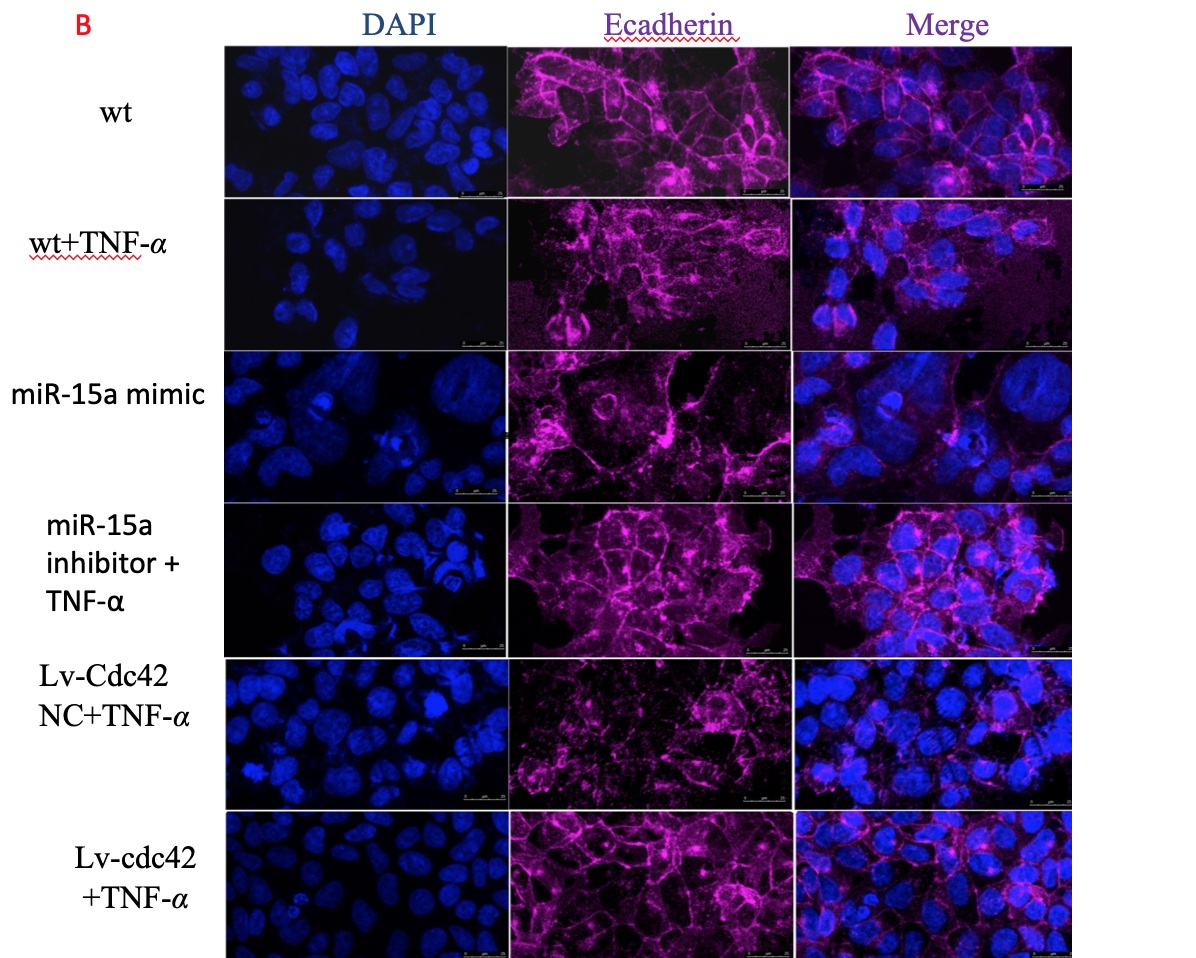 B
DAPI Ecadherin Merge
wt
wt+TNF-α
miR-15a mimic
miR-15a
inhibitor +
TNF-α
Lv-Cdc42
NC+TNF-α
Lv-cdc42
+TNF-α